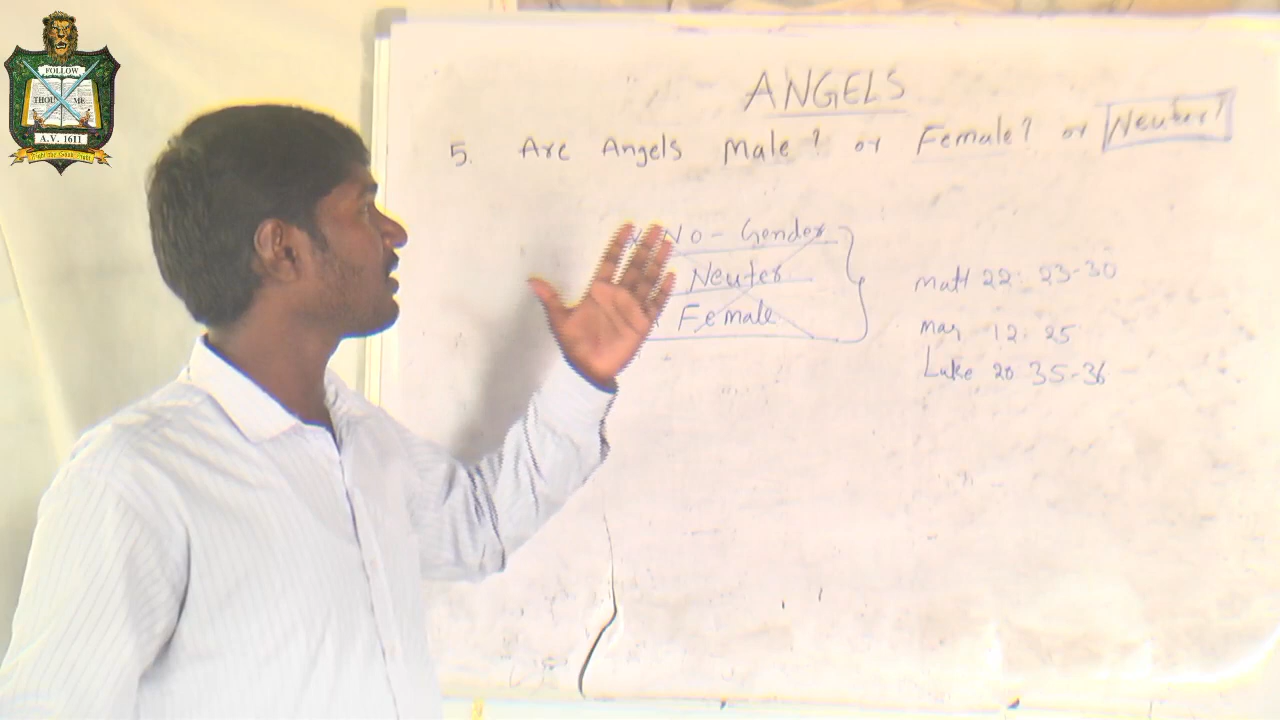 FOLLOW
THOU ME
A.V. 1611
ANGELS
5. Are Angels Male? or Female? or Neuter?
No - Gender
Neuter
Female
Matt 22: 23-30
Mar 12: 25
Luke 20: 35-36